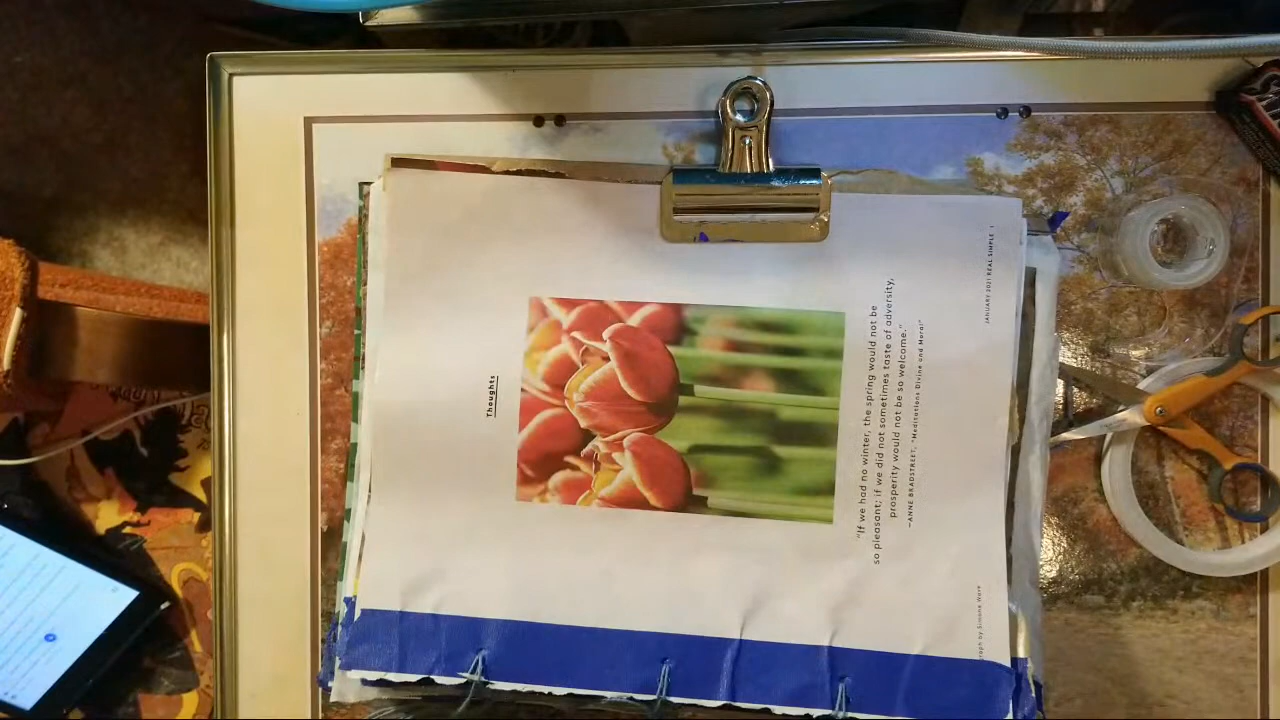 Thoughts
"If we had no winter, the spring would not be
so pleasant; if we did not sometimes taste of adversity,
prosperity would not be so welcome."
—ANNE BRADSTREET, "Meditations Divine and Moral"
by Simone Wave
JANUARY 2021 REAL SIMPLE 1